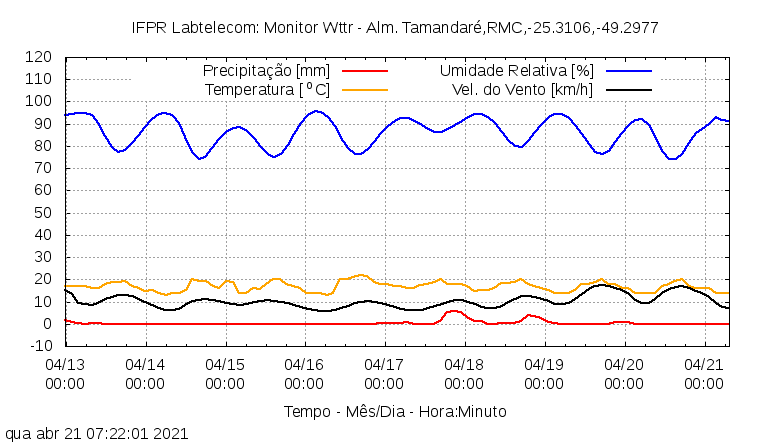 IFPR Labtelecom: Monitor Wttr - Alm. Tamandaré,RMC,-25.3106,-49.2977
Precipitação [mm]
Temperatura [ ⁰C]
Umidade Relativa [%]
Vel. do Vento [km/h]
120
110
100
90
80
70
60
50
40
30
20
10
0
-10
04/13 04/14 04/15 04/16 04/17 04/18 04/19 04/20 04/21
00:00 00:00 00:00 00:00 00:00 00:00 00:00 00:00 00:00
Tempo - Mês/Dia - Hora:Minuto
qua abr 21 07:22:01 2021